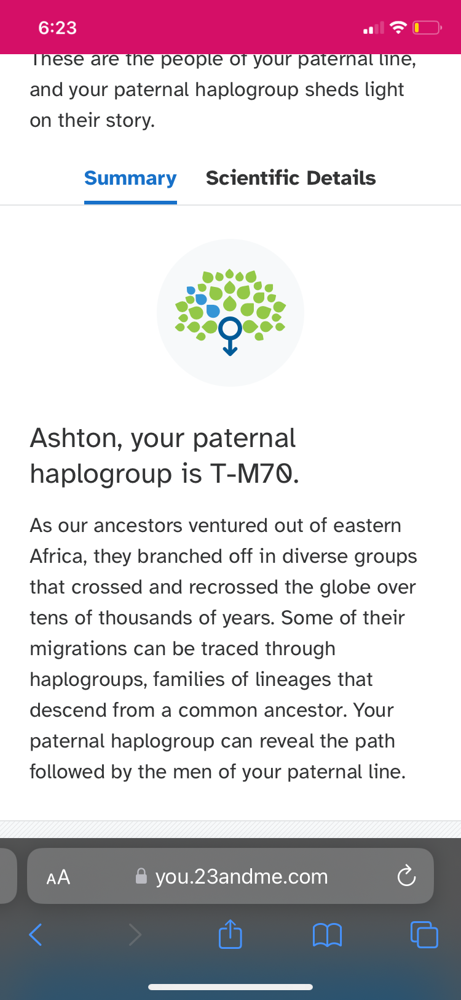 6:23
These are the people of your paternal line,
and your paternal haplogroup sheds light
on their story.
Summary Scientific Details
Ashton, your paternal
haplogroup is T-M70.
As our ancestors ventured out of eastern
Africa, they branched off in diverse groups
that crossed and recrossed the globe over
tens of thousands of years. Some of their
migrations can be traced through
haplogroups, families of lineages that
descend from a common ancestor. Your
paternal haplogroup can reveal the path
followed by the men of your paternal line.
AA you.23andme.com